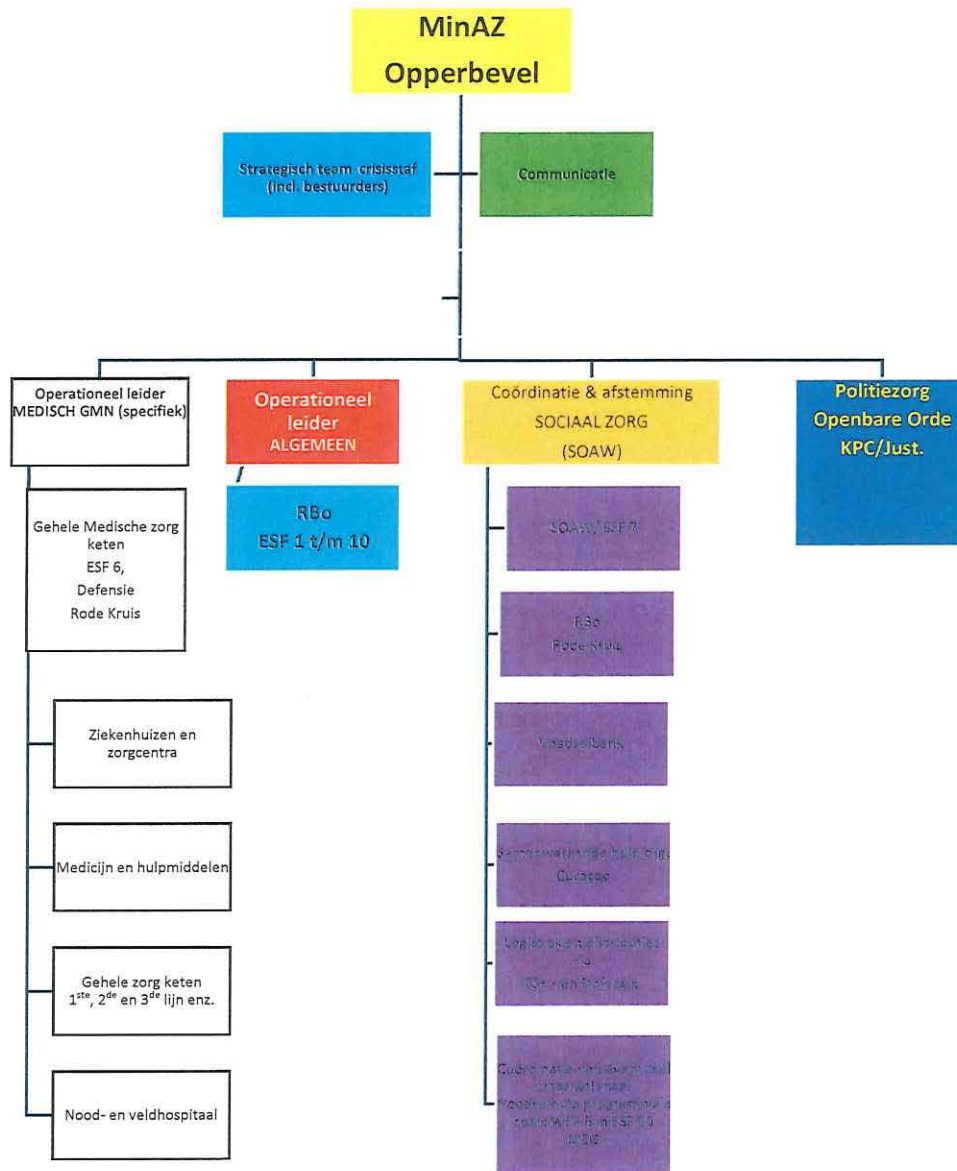 MinAZ
Opperbevel
Strategisch team crisisstaf
(incl. bestuurders)
Communicatie
Operationeel leider
MEDISCH GMN (specifiek)
Operationeel
leider
ALGEMEEN
Coördinatie & afstemming
SOCIAAL ZORG
(SOAW)
Politiezorg
Openbare Orde
KPC/Just.
Gehele Medische zorg
keten
ESF 6,
Defensie
Rode Kruis
RBo
ESF 1 t/m 10
SOAW/ ESF 7
RBo
Rode Kruis
Ziekenhuizen en
zorgcentra
Voedselbank
Medicijn en hulpmiddelen
Curaçao
Gehele zorg keten
1ste, 2de en 3de lijn enz.
Nood- en veldhospitaal